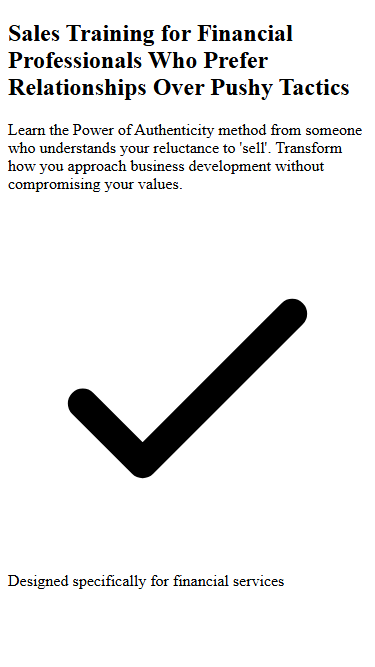 Sales Training for Financial
Professionals Who Prefer
Relationships Over Pushy Tactics
Learn the Power of Authenticity method from someone
who understands your reluctance to 'sell'. Transform
how you approach business development without
compromising your values.
Designed specifically for financial services